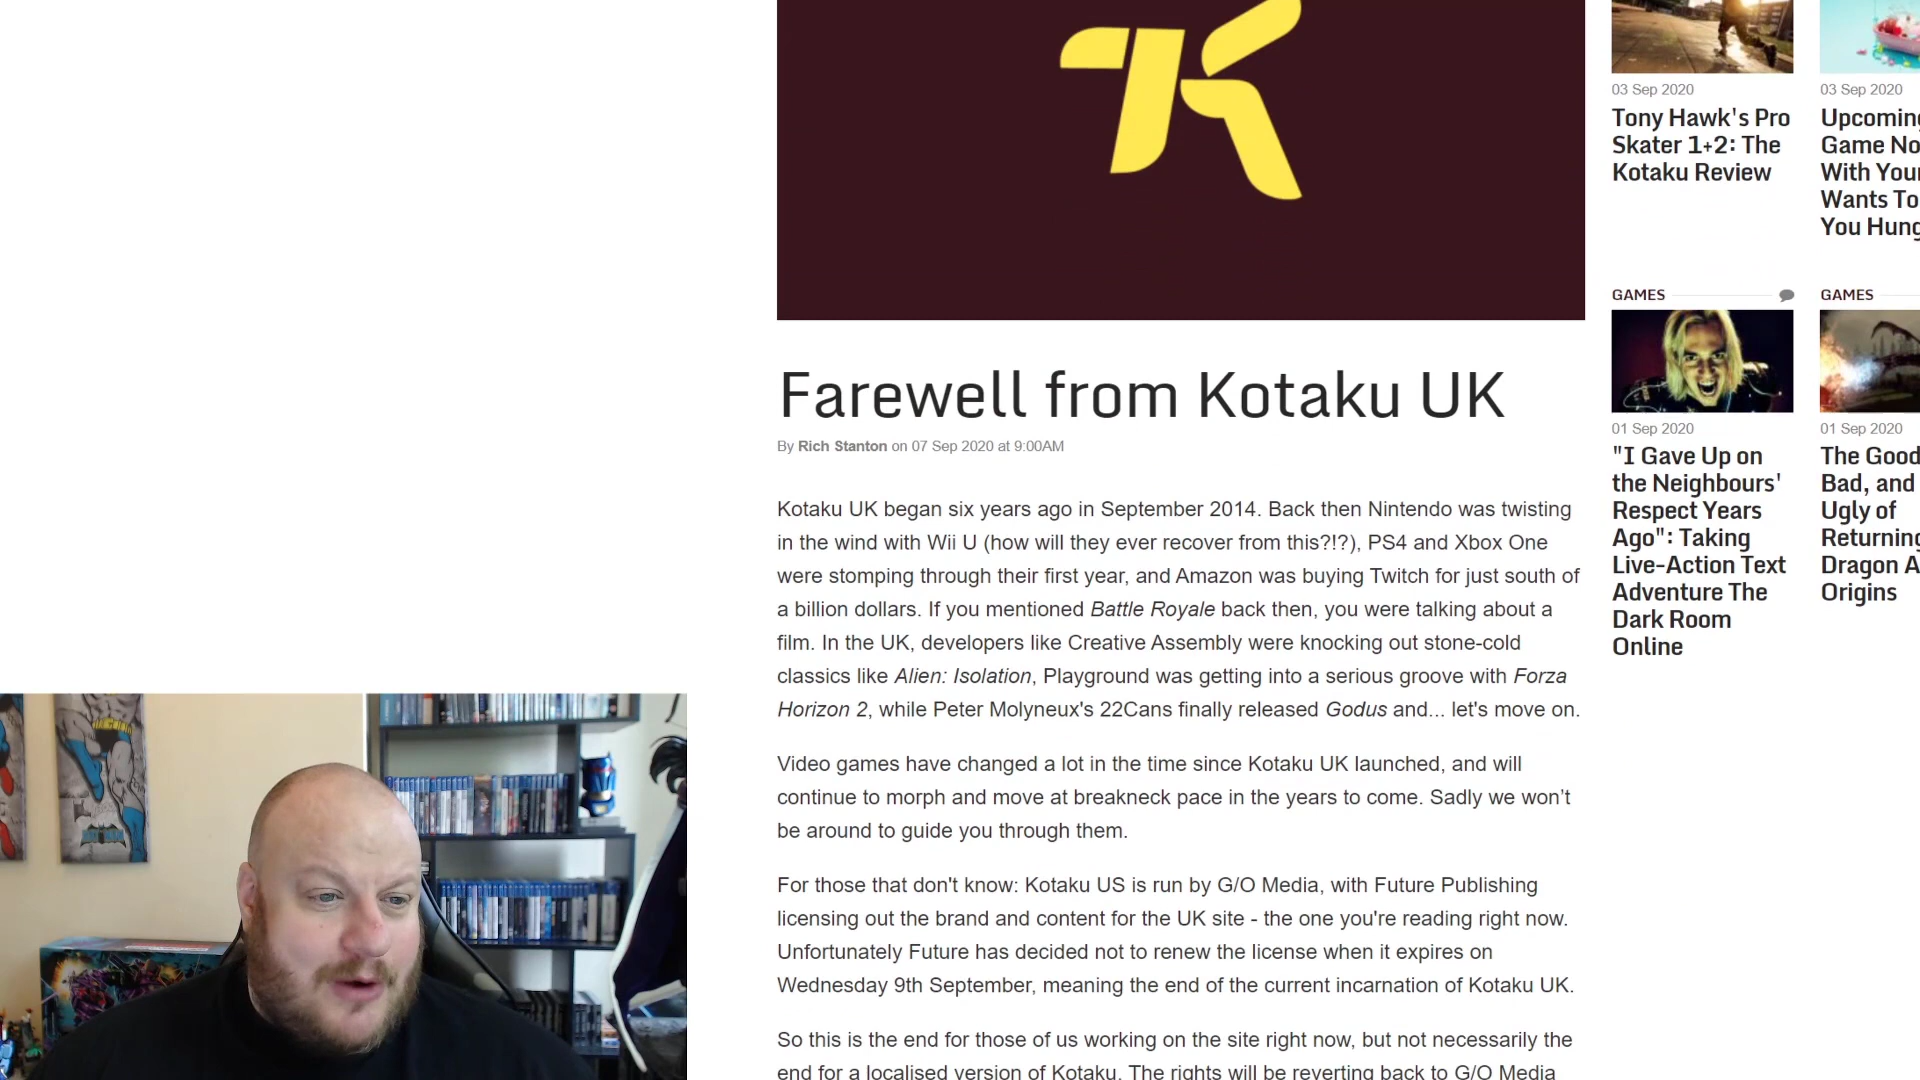 Farewell from Kotaku UK
By Rich Stanton on 07 Sep 2020 at 9:00AM
Kotaku UK began six years ago in September 2014. Back then Nintendo was twisting
in the wind with Wii U (how will they ever recover from this?!?), PS4 and Xbox One
were stomping through their first year, and Amazon was buying Twitch for just south of
a billion dollars. If you mentioned Battle Royale back then, you were talking about a
film. In the UK, developers like Creative Assembly were knocking out stone-cold
classics like Alien: Isolation, Playground was getting into a serious groove with Forza
Horizon 2, while Peter Molyneux's 22Cans finally released Godus and... let's move on.
Video games have changed a lot in the time since Kotaku UK launched, and will
continue to morph and move at breakneck pace in the years to come. Sadly we won’t
be around to guide you through them.
For those that don't know: Kotaku US is run by G/O Media, with Future Publishing
licensing out the brand and content for the UK site - the one you're reading right now.
Unfortunately Future has decided not to renew the license when it expires on
Wednesday 9th September, meaning the end of the current incarnation of Kotaku UK.
So this is the end for those of us working on the site right now, but not necessarily the
end for a localised version of Kotaku. The rights will be reverting back to G/O Media
03 Sep 2020
Tony Hawk's Pro
Skater 1+2: The
Kotaku Review
03 Sep 2020
Upcoming
Game No
With Your
Wants To
You Hung
GAMES
01 Sep 2020
"I Gave Up on
the Neighbours'
Respect Years
Ago": Taking
Live-Action Text
Adventure The
Dark Room
Online
GAMES
01 Sep 2020
The Good
Bad, and
Ugly of
Returning
Dragon A
Origins